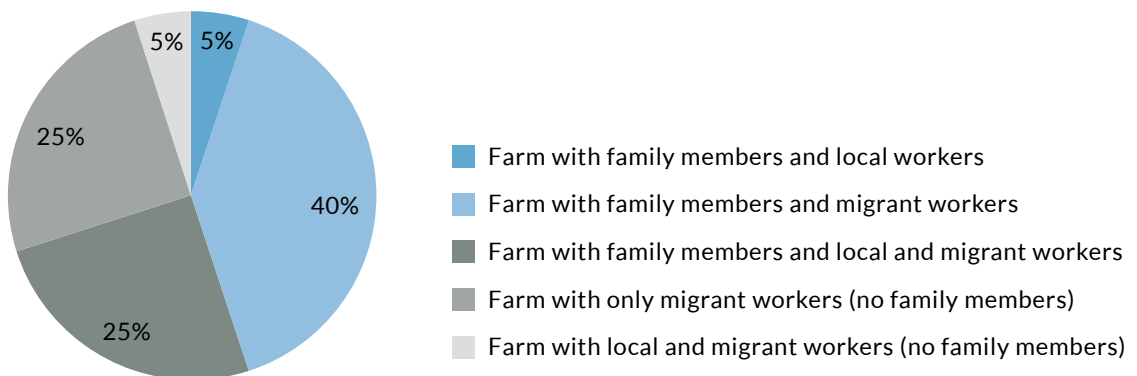 5%
5%
25%
40%
25%
Farm with family members and local workers
Farm with family members and migrant workers
Farm with family members and local and migrant workers
Farm with only migrant workers (no family members)
Farm with local and migrant workers (no family members)